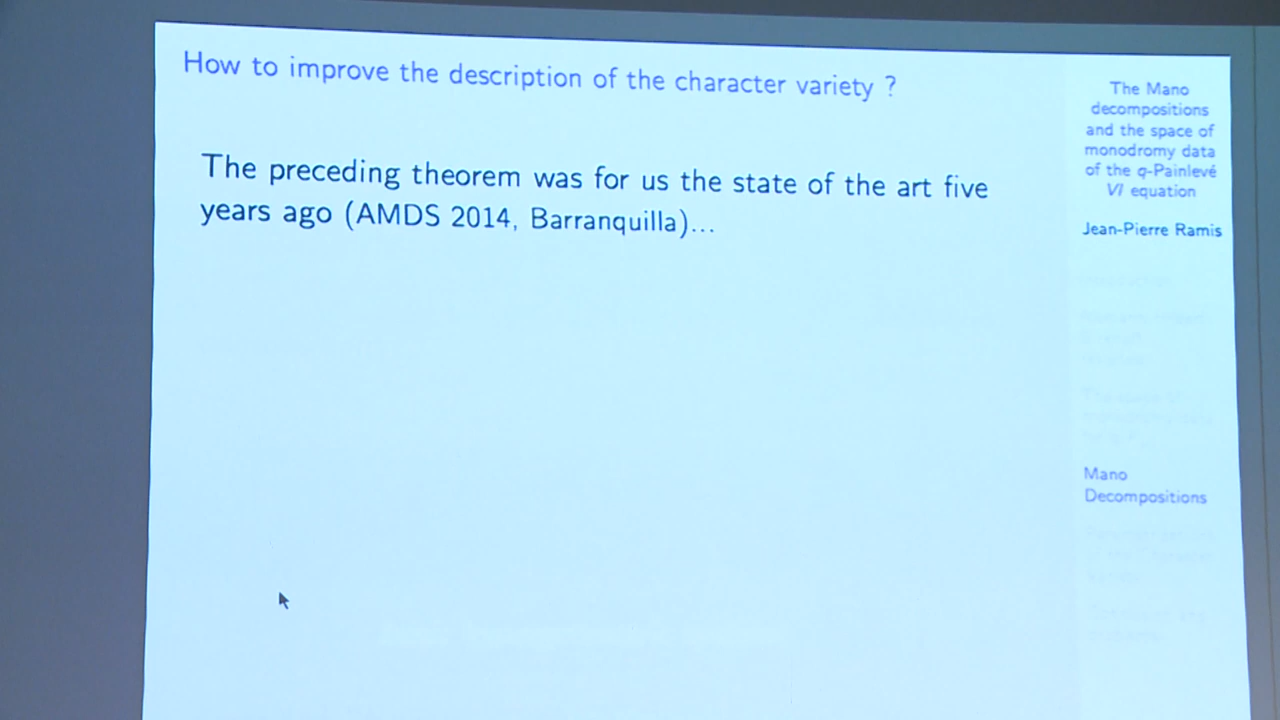 How to improve the description of the character variety ?
The preceding theorem was for us the state of the art five
years ago (AMDS 2014, Barranquilla)...
The Mano
decompositions
and the space of
monodromy data
of the q-Painlevé
VI equation
Jean-Pierre Ramis
Mano
Decompositions